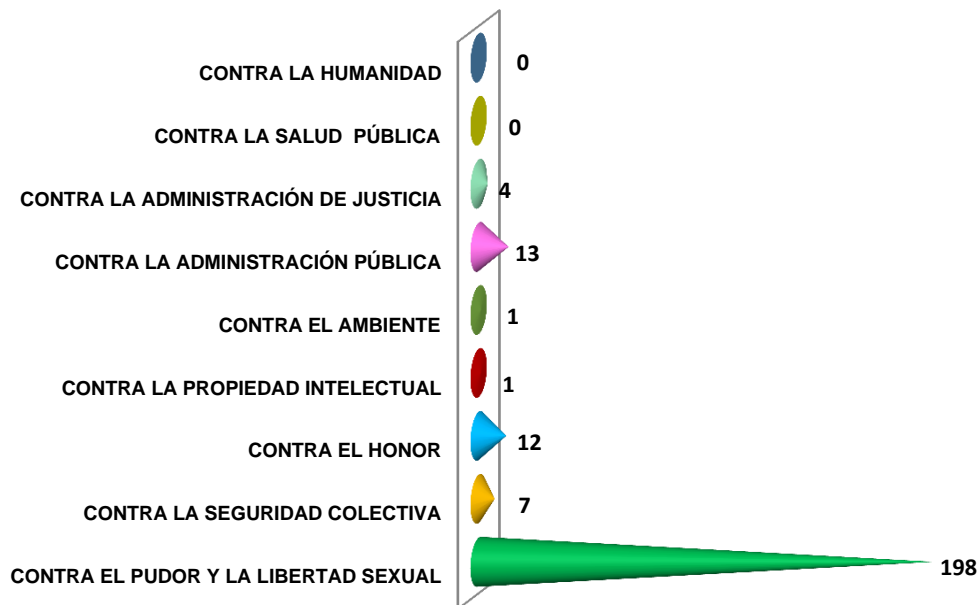 CONTRA LA HUMANIDAD 0
CONTRA LA SALUD PÚBLICA 0
CONTRA LA ADMINISTRACIÓN DE JUSTICIA 4
CONTRA LA ADMINISTRACIÓN PÚBLICA 13
CONTRA EL AMBIENTE 1
CONTRA LA PROPIEDAD INTELECTUAL 1
CONTRA EL HONOR 12
CONTRA LA SEGURIDAD COLECTIVA 7
CONTRA EL PUDOR Y LA LIBERTAD SEXUAL 198